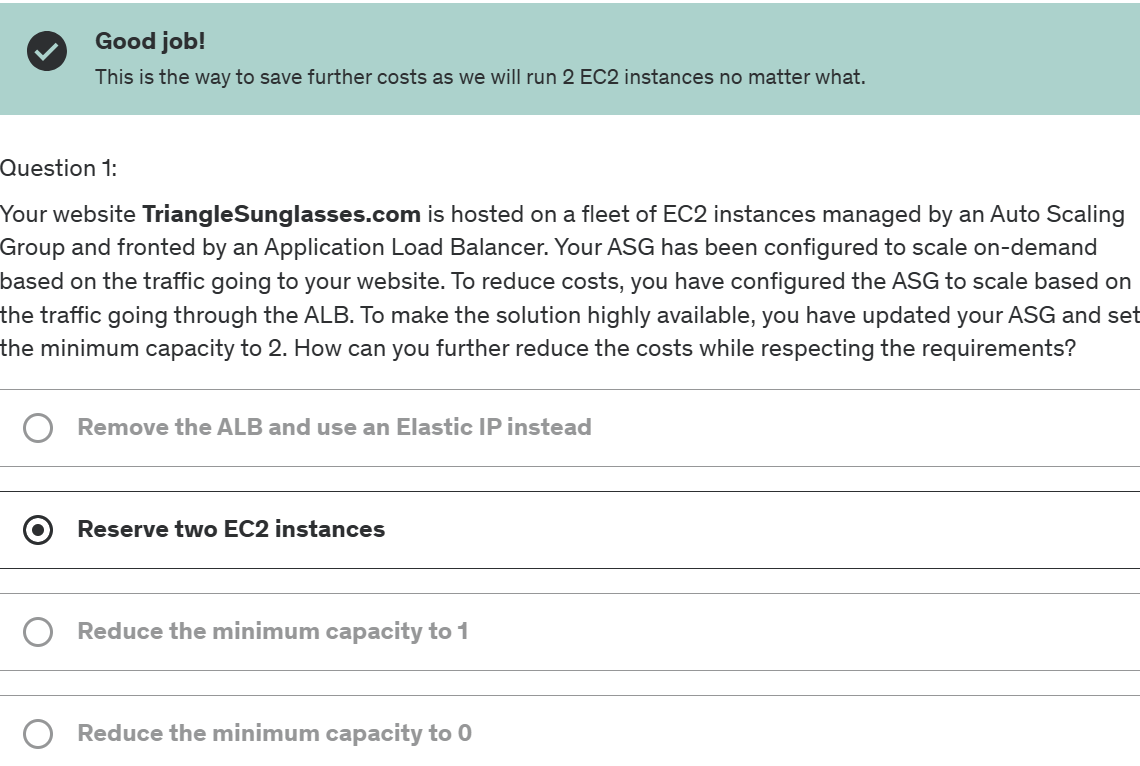 Good job!
This is the way to save further costs as we will run 2 EC2 instances no matter what.
Question 1:
Your website TriangleSunglasses.com is hosted on a fleet of EC2 instances managed by an Auto Scaling
Group and fronted by an Application Load Balancer. Your ASG has been configured to scale on-demand
based on the traffic going to your website. To reduce costs, you have configured the ASG to scale based on
the traffic going through the ALB. To make the solution highly available, you have updated your ASG and set
the minimum capacity to 2. How can you further reduce the costs while respecting the requirements?
Remove the ALB and use an Elastic IP instead
Reserve two EC2 instances
Reduce the minimum capacity to 1
Reduce the minimum capacity to 0